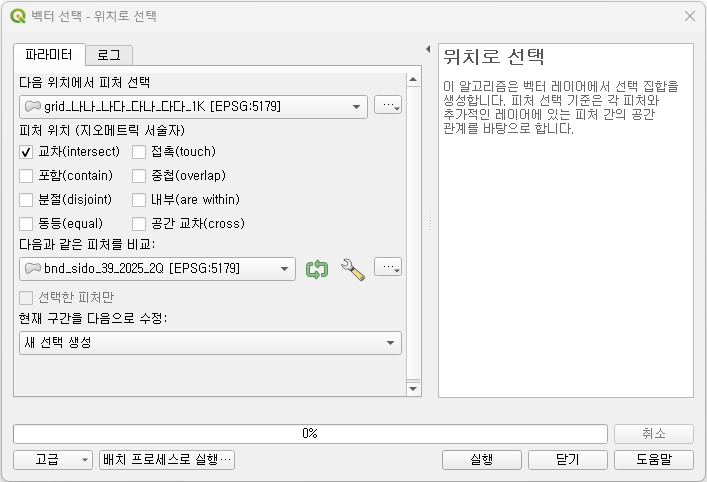 벡터 선택 - 위치로 선택
파라미터
로그
다음 위치에서 피처 선택
grid_나나_나다_다나_다다_1K [EPSG:5179]
피처 위치 (지오메트릭 서술자)
교차(intersect)
접촉(touch)
포함(contain)
중첩(overlap)
분절(disjoint)
내부(are within)
동등(equal)
공간 교차(cross)
다음과 같은 피처를 비교:
bnd_sido_39_2025_2Q [EPSG:5179]
선택한 피처만
현재 구간을 다음으로 수정:
새 선택 생성
위치로 선택
이 알고리즘은 벡터 레이어에서 선택 집합을
생성합니다. 피처 선택 기준은 각 피처와
추가적인 레이어에 있는 피처 간의 공간
관계를 바탕으로 합니다.
0%
취소
고급
배치 프로세스로 실행…
실행
닫기
도움말